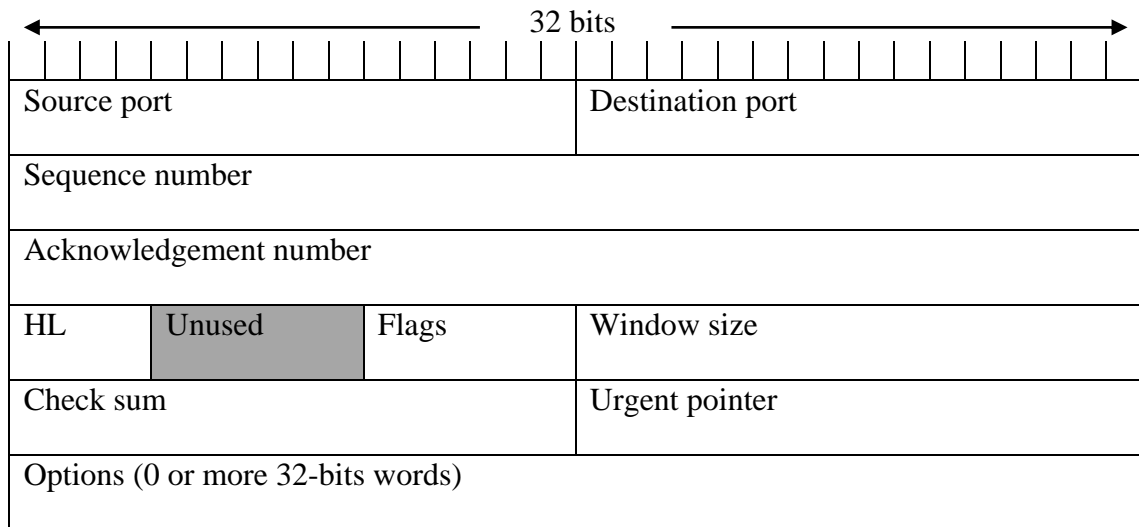 32 bits
Source port
Destination port
Sequence number
Acknowledgement number
HL
Unused
Flags
Window size
Check sum
Urgent pointer
Options (0 or more 32-bits words)